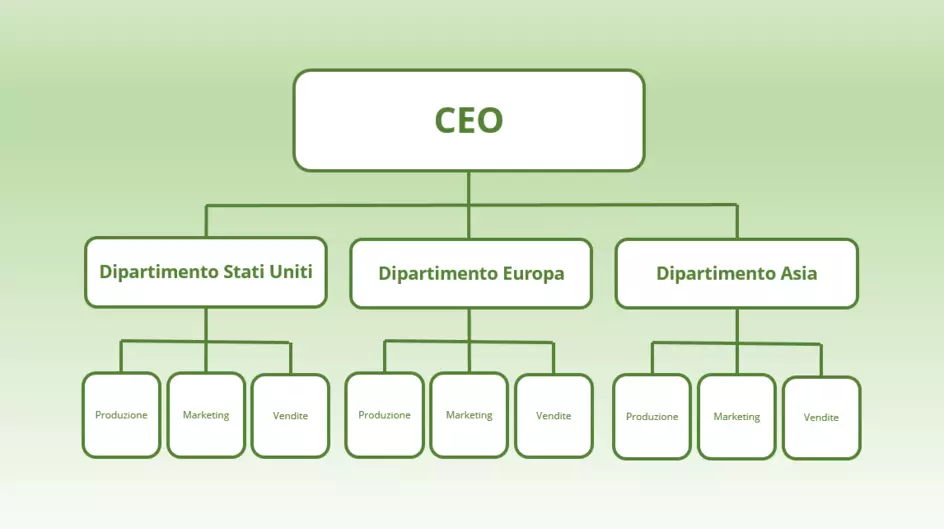 CEO
Dipartimento Stati Uniti
Dipartimento Europa
Dipartimento Asia
Produzione
Marketing
Vendite
Produzione
Marketing
Vendite
Produzione
Marketing
Vendite